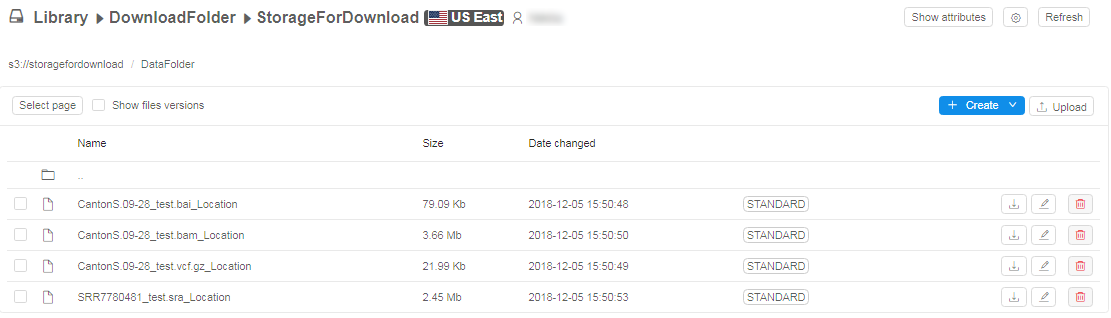 Library DownloadFolder StorageForDownload US East Show attributes Refresh
s3://storagefordownload / DataFolder
Select page Show files versions + Create Upload
Name Size Date changed
..
CantonS.09-28_test.bai_Location 79.09 Kb 2018-12-05 15:50:48 STANDARD
CantonS.09-28_test.bam_Location 3.66 Mb 2018-12-05 15:50:50 STANDARD
CantonS.09-28_test.vcf.gz_Location 21.99 Kb 2018-12-05 15:50:49 STANDARD
SRR7780481_test.sra_Location 2.45 Mb 2018-12-05 15:50:53 STANDARD